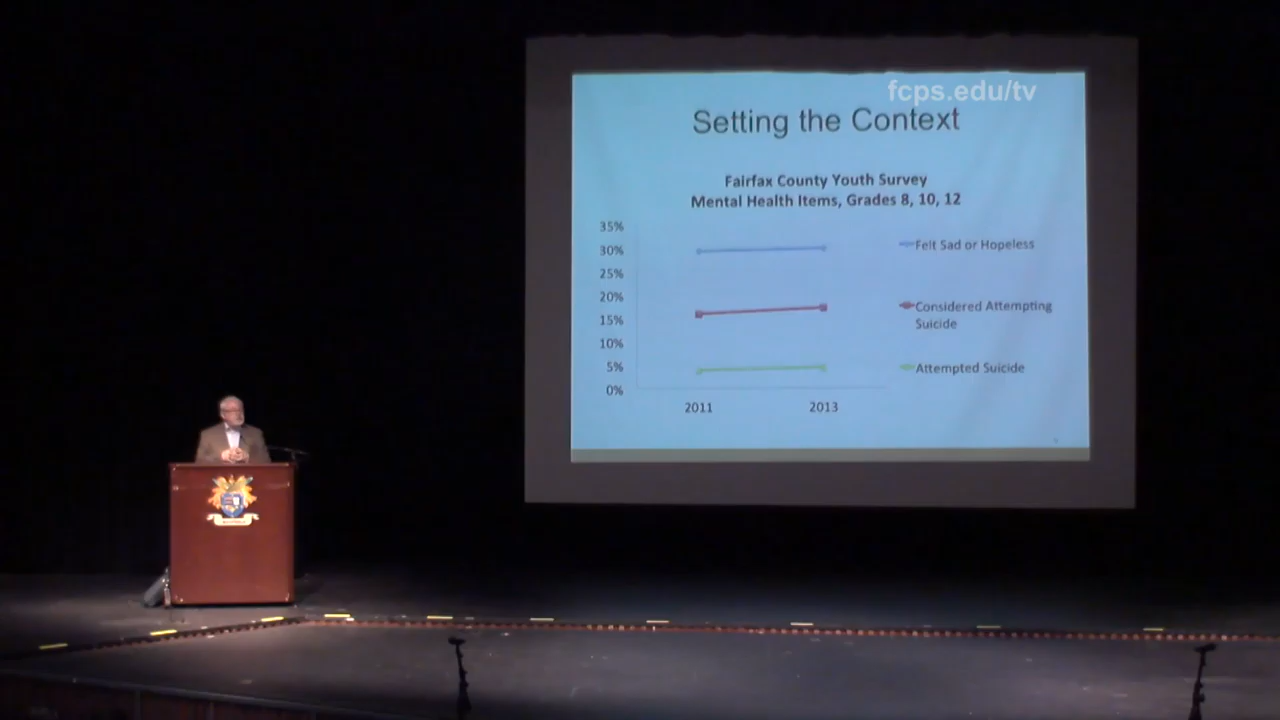 fcps.edu/tv
Setting the Context
Fairfax County Youth Survey
Mental Health Items, Grades 8, 10, 12
35%
30%
25%
20%
15%
10%
5%
0%
2011
2013
Felt Sad or Hopeless
Considered Attempting
Suicide
Attempted Suicide